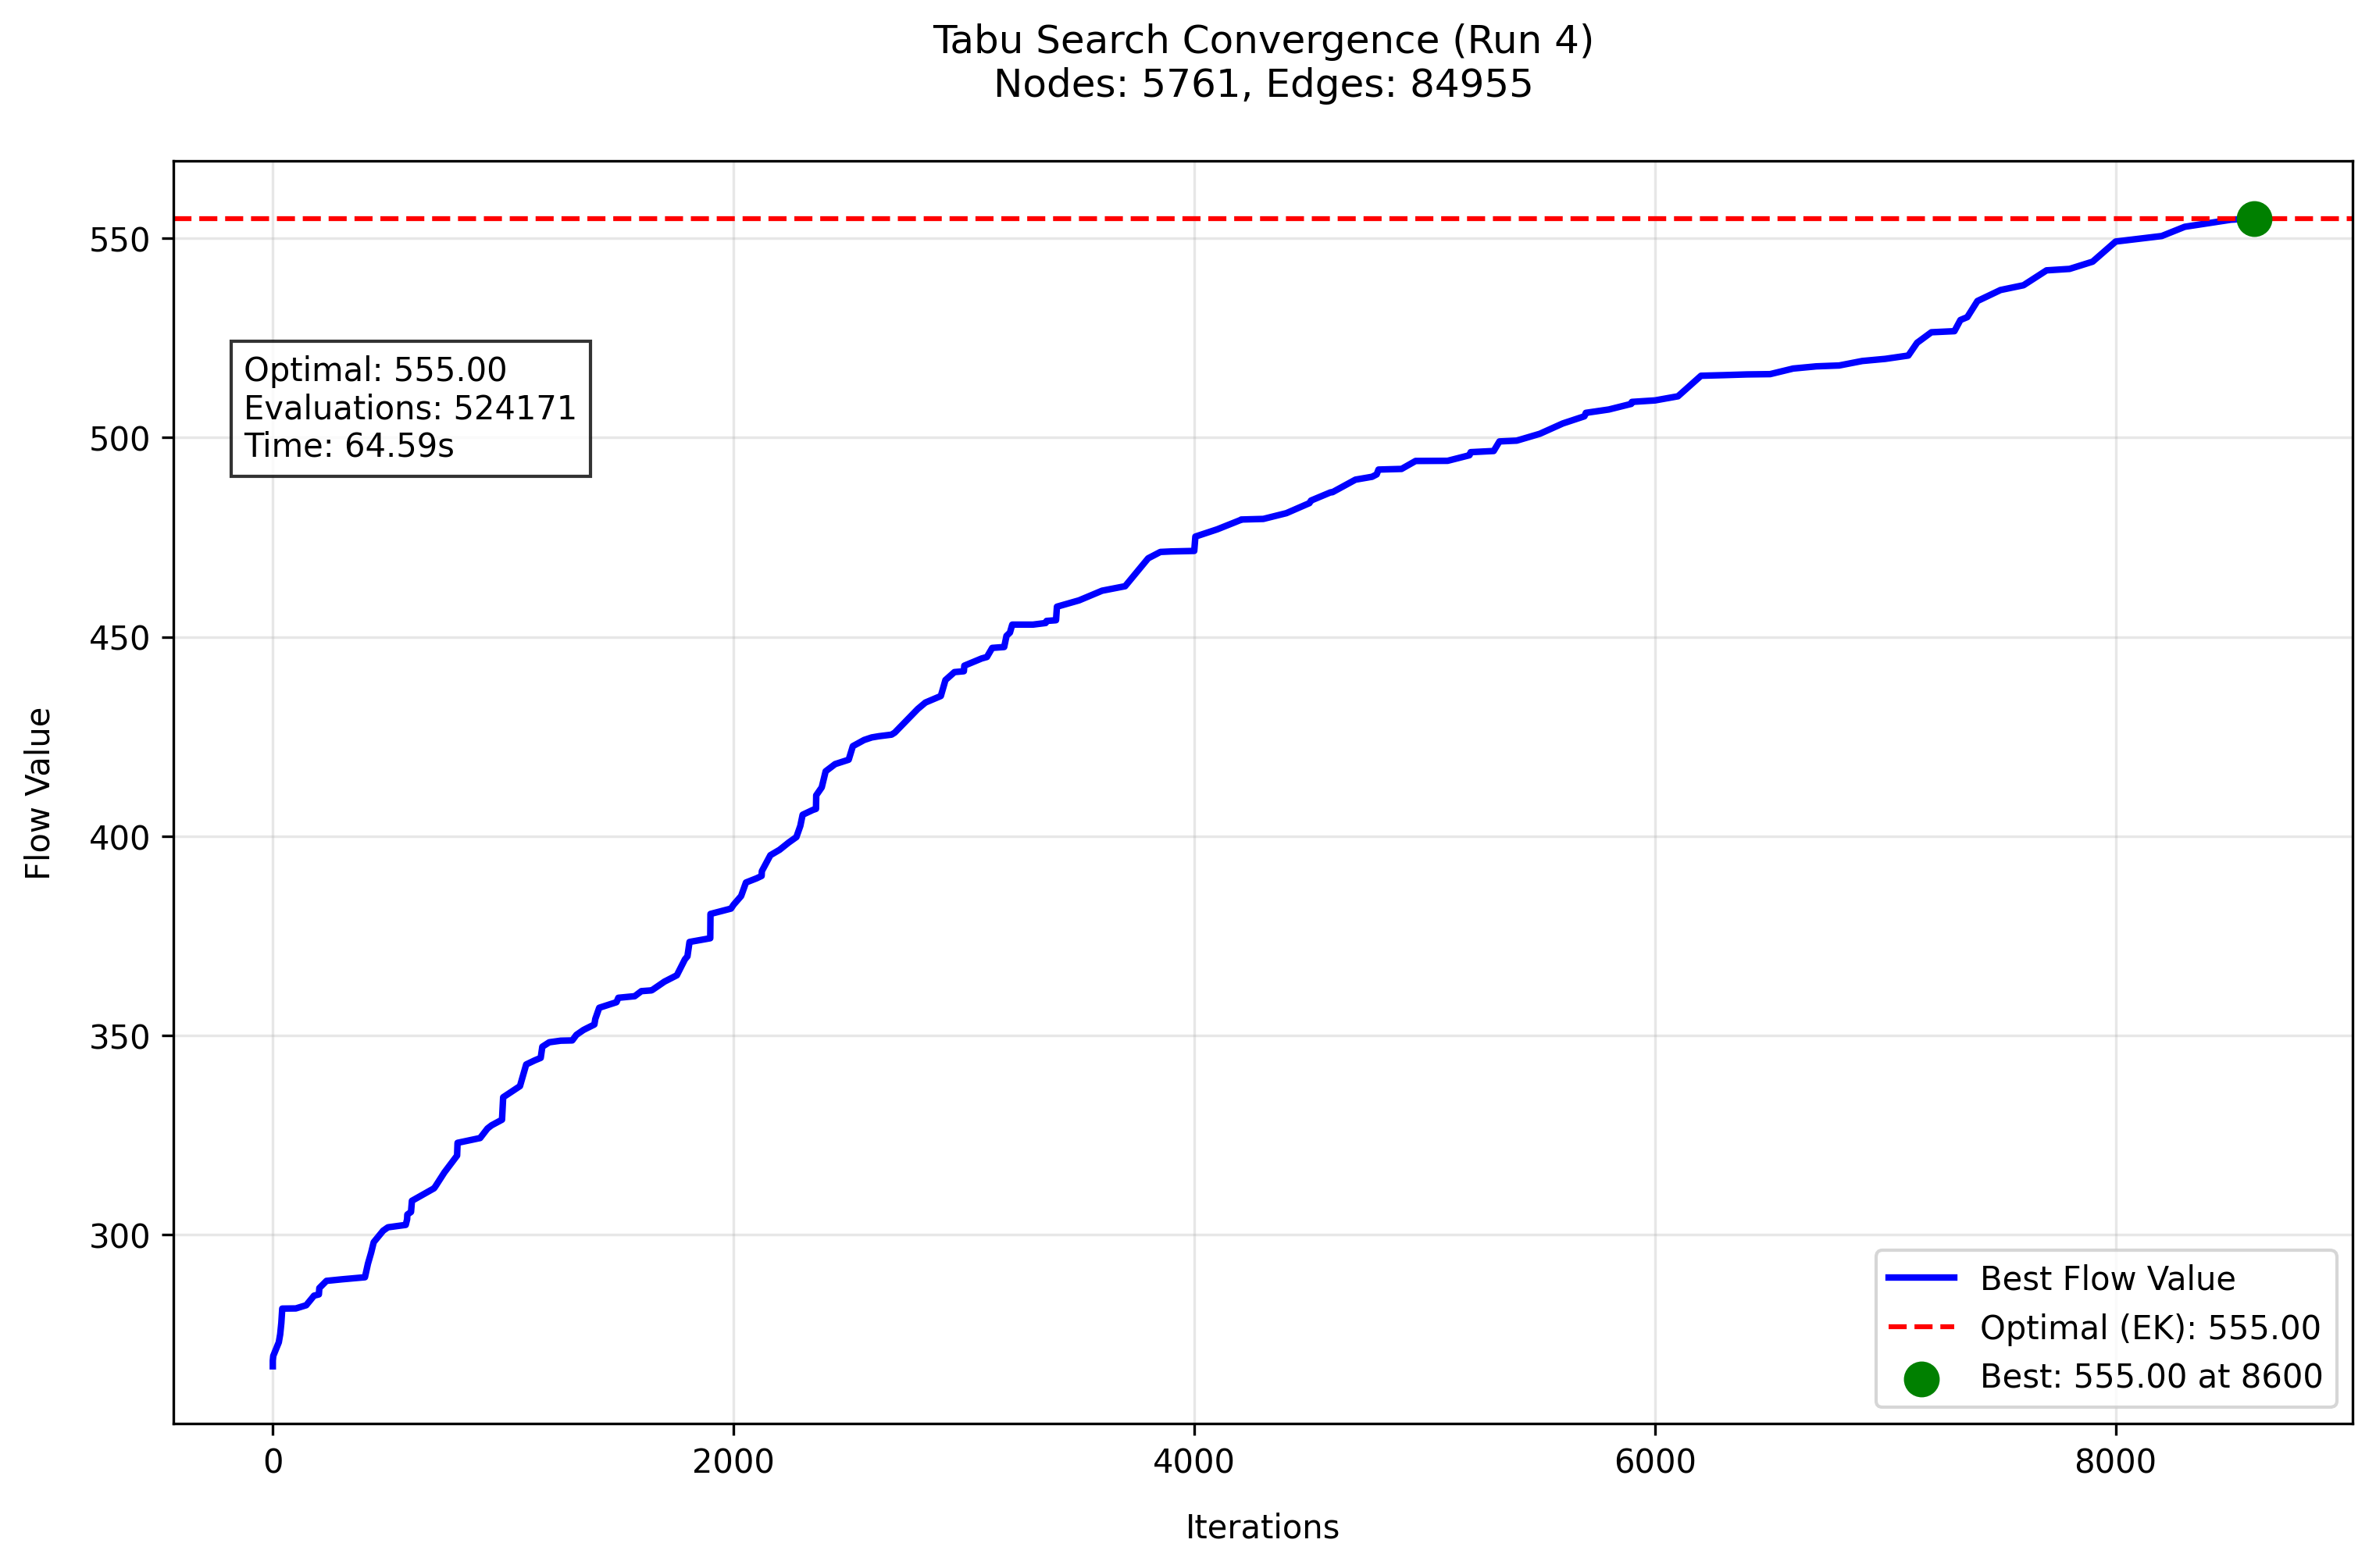 Tabu Search Convergence (Run 4)
Nodes: 5761, Edges: 84955
Flow Value
550
500
450
400
350
300
Optimal: 555.00
Evaluations: 524171
Time: 64.59s
Best Flow Value
Optimal (EK): 555.00
Best: 555.00 at 8600
0
2000
4000
6000
8000
Iterations